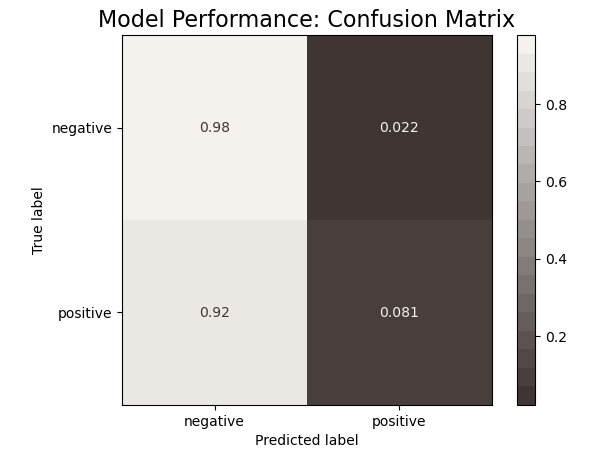 Model Performance: Confusion Matrix
True label
negative
0.98
0.022
positive
0.92
0.081
negative
positive
Predicted label
0.8
0.6
0.4
0.2